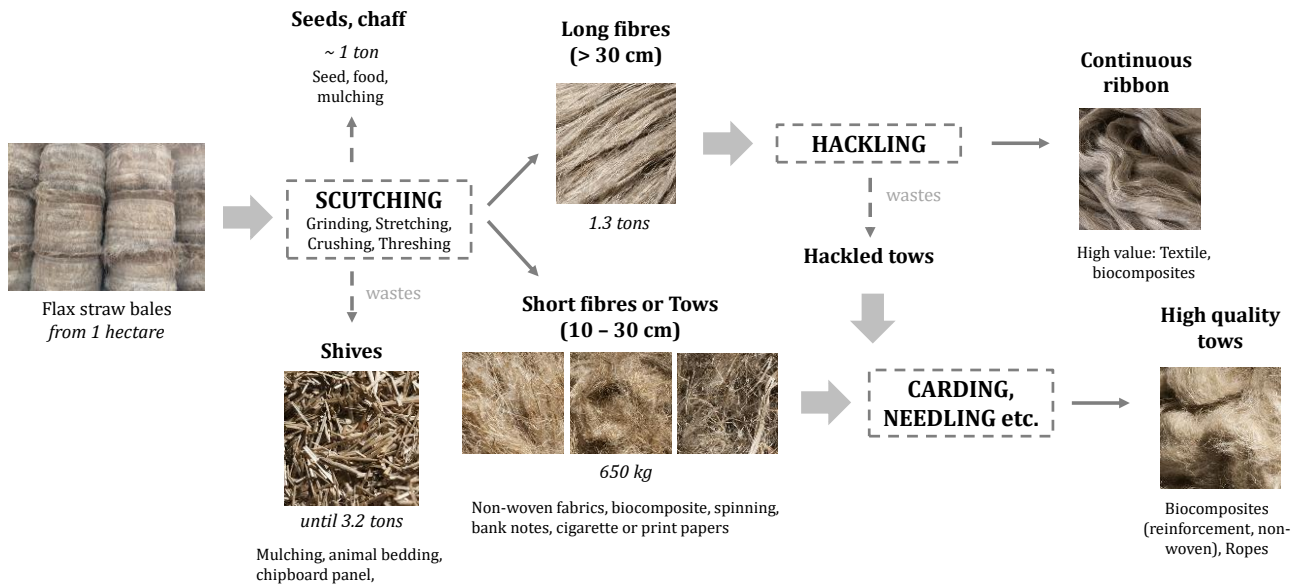 Seeds, chaff
~ 1 ton
Seed, food,
mulching
Flax straw bales
from 1 hectare
SCUTCHING
Grinding, Stretching,
Crushing, Threshing
wastes
Shives
until 3.2 tons
Mulching, animal bedding,
chipboard panel,
Long fibres
(> 30 cm)
1.3 tons
Short fibres or Tows
(10 – 30 cm)
650 kg
Non-woven fabrics, biocomposite, spinning,
bank notes, cigarette or print papers
HACKLING
wastes
Hackled tows
CARDING,
NEEDLING etc.
Continuous
ribbon
High value: Textile,
biocomposites
High quality
tows
Biocomposites
(reinforcement, non-
woven), Ropes